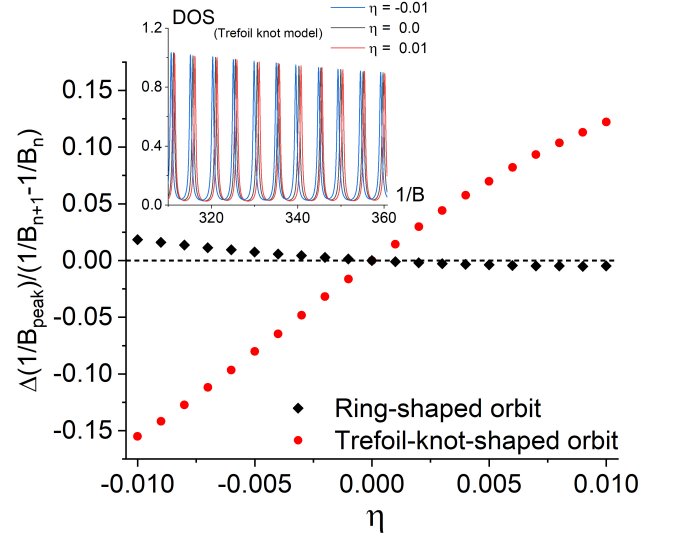 DOS
(Trefoil knot model)
η = -0.01
η = 0.0
η = 0.01
1.2
0.8
0.4
0.0
320
340
360
1/B
0.15
0.10
0.05
0.00
-0.05
-0.10
-0.15
Δ(1/Bpeak)/(1/Bn+1-1/Bn)
Ring-shaped orbit
Trefoil-knot-shaped orbit
-0.010
-0.005
0.000
0.005
0.010
η